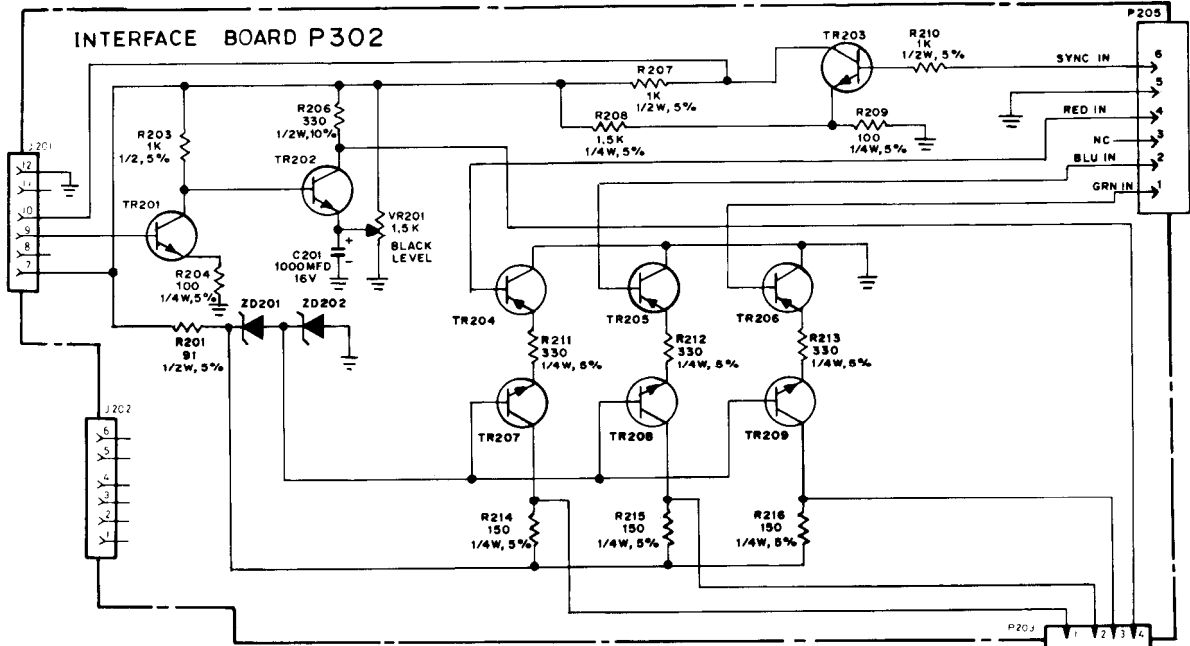 INTERFACE BOARD P302
P205
TR203
R210
1K
1/2W, 5%
SYNC IN
6
5
RED IN
4
NC
3
BLU IN
2
GRN IN
1
R207
1K
1/2W, 5%
R208
1.5K
1/4W, 5%
R209
100
1/4W, 5%
R206
330
1/2W, 10%
R203
1K
1/2, 5%
TR202
J201
12
11
10
9
8
7
TR201
VR201
1.5 K
BLACK
LEVEL
C201
1000MFD
16V
+
-
R204
100
1/4W, 5%
ZD201
ZD202
R201
91
1/2W, 5%
TR204
TR205
TR206
R211
330
1/4W, 5%
R212
330
1/4W, 5%
R213
330
1/4W, 5%
TR207
TR208
TR209
J202
6
5
4
3
2
1
R214
150
1/4W, 5%
R215
150
1/4W, 5%
R216
150
1/4W, 5%
P203
1
2
3
4